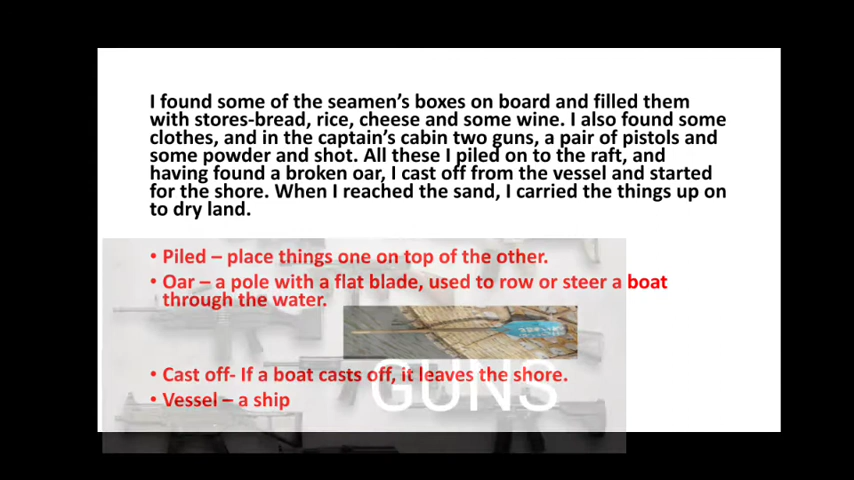 I found some of the seamen's boxes on board and filled them
with stores-bread, rice, cheese and some wine. I also found some
clothes, and in the captain's cabin two guns, a pair of pistols and
some powder and shot. All these I piled on to the raft, and
having found a broken oar, I cast off from the vessel and started
for the shore. When I reached the sand, I carried the things up on
to dry land.
• Piled – place things one on top of the other.
• Oar – a pole with a flat blade, used to row or steer a boat
through the water.
• Cast off- If a boat casts off, it leaves the shore.
GUNS
• Vessel – a ship